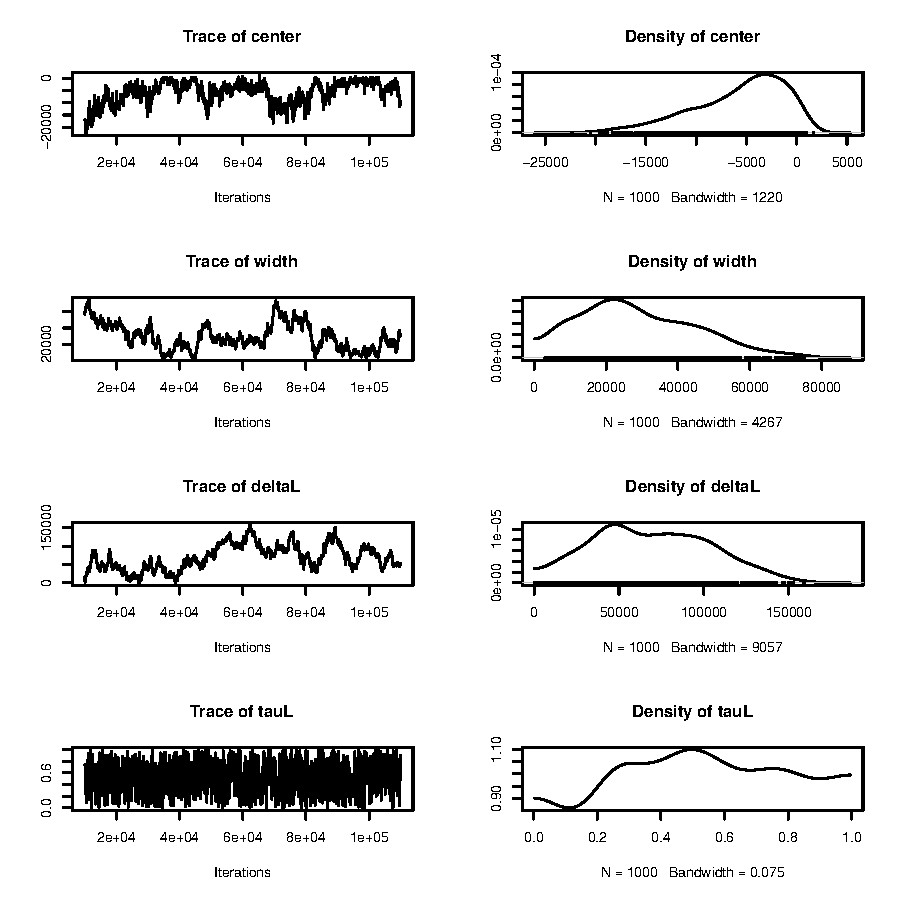 Trace of center
Density of center
0
−20000
2e+04 4e+04 6e+04 8e+04 1e+05
Iterations
1e−04
0e+00
−25000 −15000 −5000 0 5000
N = 1000 Bandwidth = 1220
Trace of width
Density of width
20000
2e+04 4e+04 6e+04 8e+04 1e+05
Iterations
0.0e+00
0 20000 40000 60000 80000
N = 1000 Bandwidth = 4267
Trace of deltaL
Density of deltaL
150000
0
2e+04 4e+04 6e+04 8e+04 1e+05
Iterations
1e−05
0e+00
0 50000 100000 150000
N = 1000 Bandwidth = 9057
Trace of tauL
Density of tauL
0.6
0.0
2e+04 4e+04 6e+04 8e+04 1e+05
Iterations
1.10
0.90
0.0 0.2 0.4 0.6 0.8 1.0
N = 1000 Bandwidth = 0.075